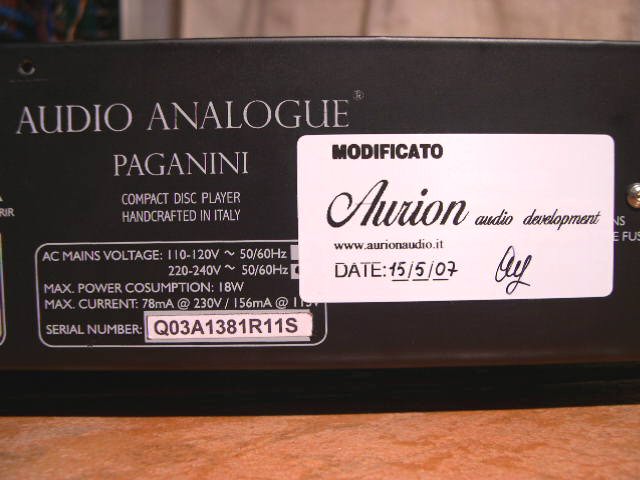 AUDIO ANALOGUE®
PAGANINI
COMPACT DISC PLAYER
HANDCRAFTED IN ITALY
AC MAINS VOLTAGE: 110-120V ~ 50/60Hz
220-240V ~ 50/60Hz
MAX. POWER COSUMPTION: 18W
MAX. CURRENT: 78mA @ 230V / 156mA @ 115V
SERIAL NUMBER: Q03A1381R11S
MODIFICATO
Aurion audio development
www.aurionaudio.it
DATE: 15/5/07